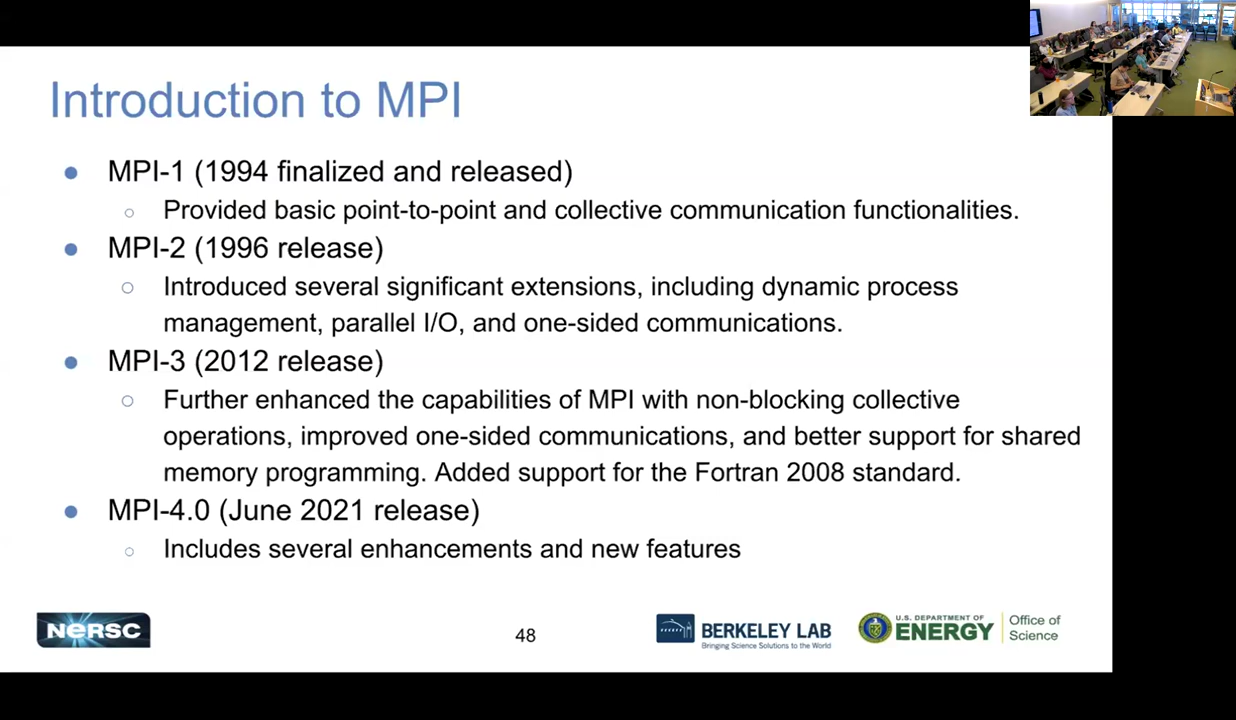 Introduction to MPI
● MPI-1 (1994 finalized and released)
○ Provided basic point-to-point and collective communication functionalities.
● MPI-2 (1996 release)
○ Introduced several significant extensions, including dynamic process
management, parallel I/O, and one-sided communications.
● MPI-3 (2012 release)
○ Further enhanced the capabilities of MPI with non-blocking collective
operations, improved one-sided communications, and better support for shared
memory programming. Added support for the Fortran 2008 standard.
● MPI-4.0 (June 2021 release)
○ Includes several enhancements and new features
NERSC
48
BERKELEY LAB
Bringing Science Solutions to the World
U.S. DEPARTMENT OF
ENERGY
Office of
Science